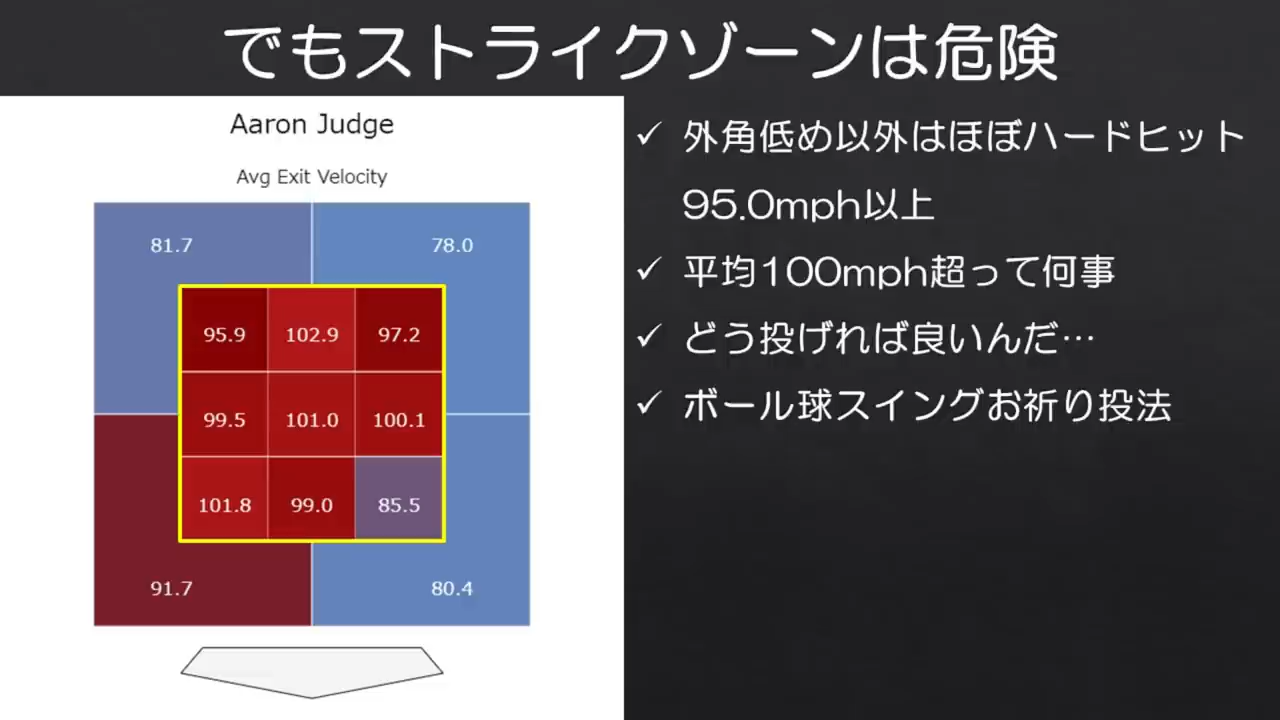 でもストライクゾーンは危険
Aaron Judge
Avg Exit Velocity
81.7 78.0
95.9 102.9 97.2
99.5 101.0 100.1
101.8 99.0 85.5
91.7 80.4
✓ 外角低め以外はほぼハードヒット
95.0mph以上
✓ 平均100mph超って何事
✓ どう投げれば良いんだ…
✓ ボール球スイングお祈り投法